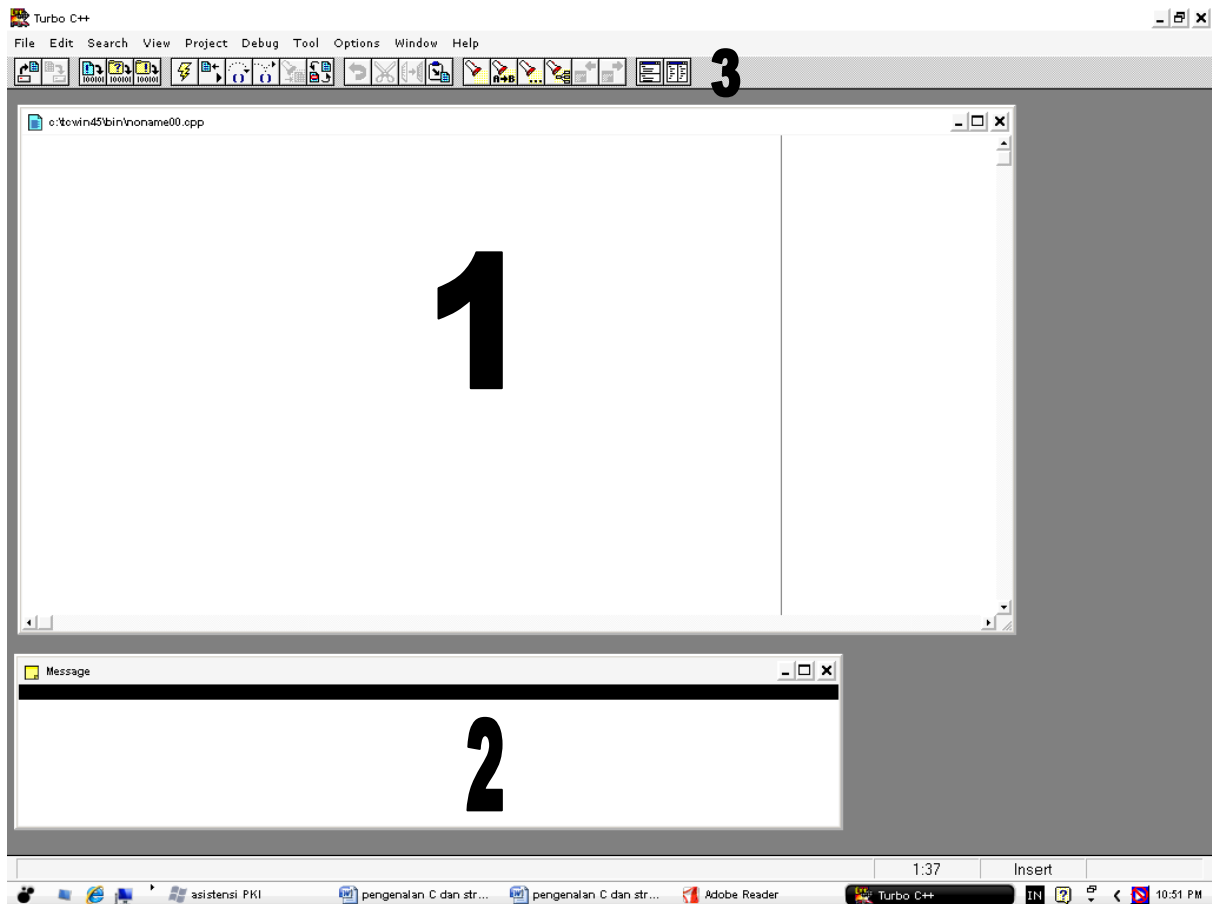 Turbo C++
File Edit Search View Project Debug Tool Options Window Help
3
c:\tcwin45\bin\noname00.cpp
1
Message
2
1:37 Insert
asistensi PKI pengenalan C dan str... pengenalan C dan str... Adobe Reader Turbo C++ IN 10:51 PM